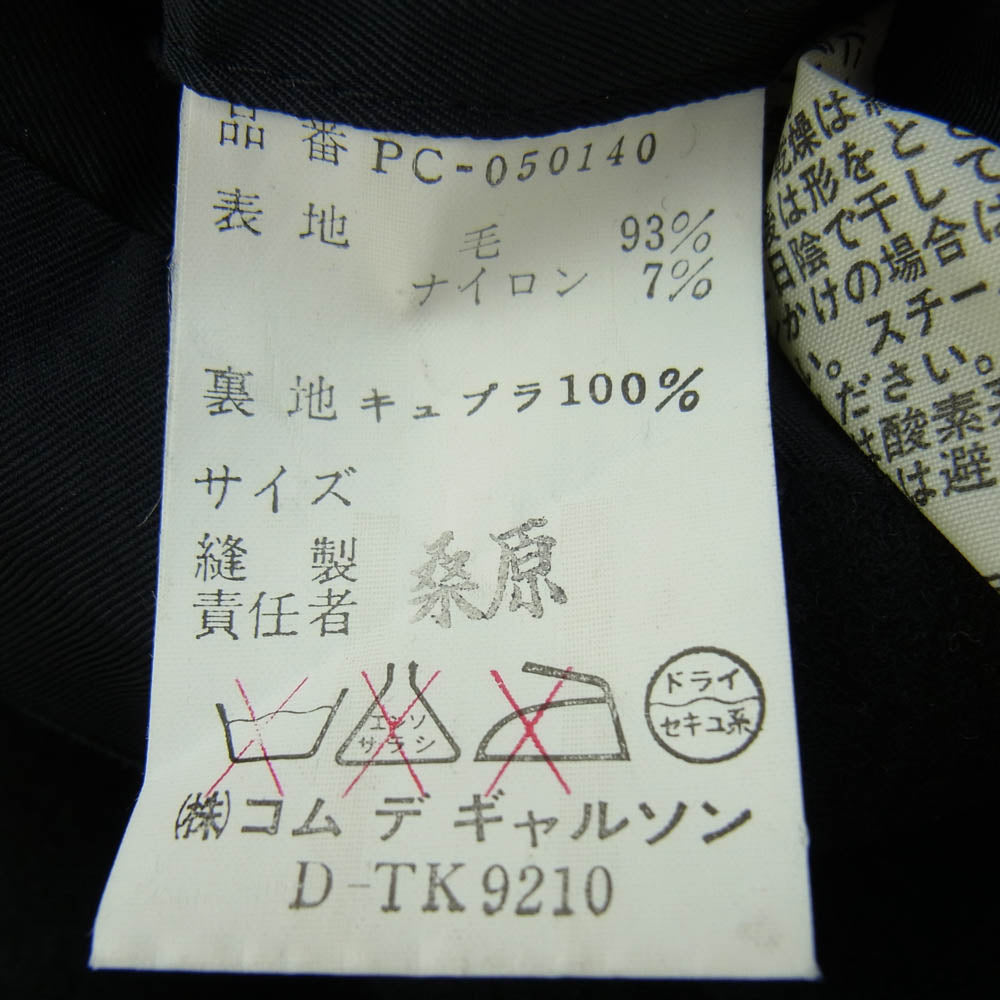 品番 PC-050140
表地 毛 93%
ナイロン 7%
裏地 キュプラ 100%
サイズ
縫製
責任者 桑原
エンソ
サラシ
ドライ
セキユ系
(株)コム デ ギャルソン
D-TK9210
乾燥は
は形を
日陰で干
かけの場合
スチー
ださい。
酸素
は避